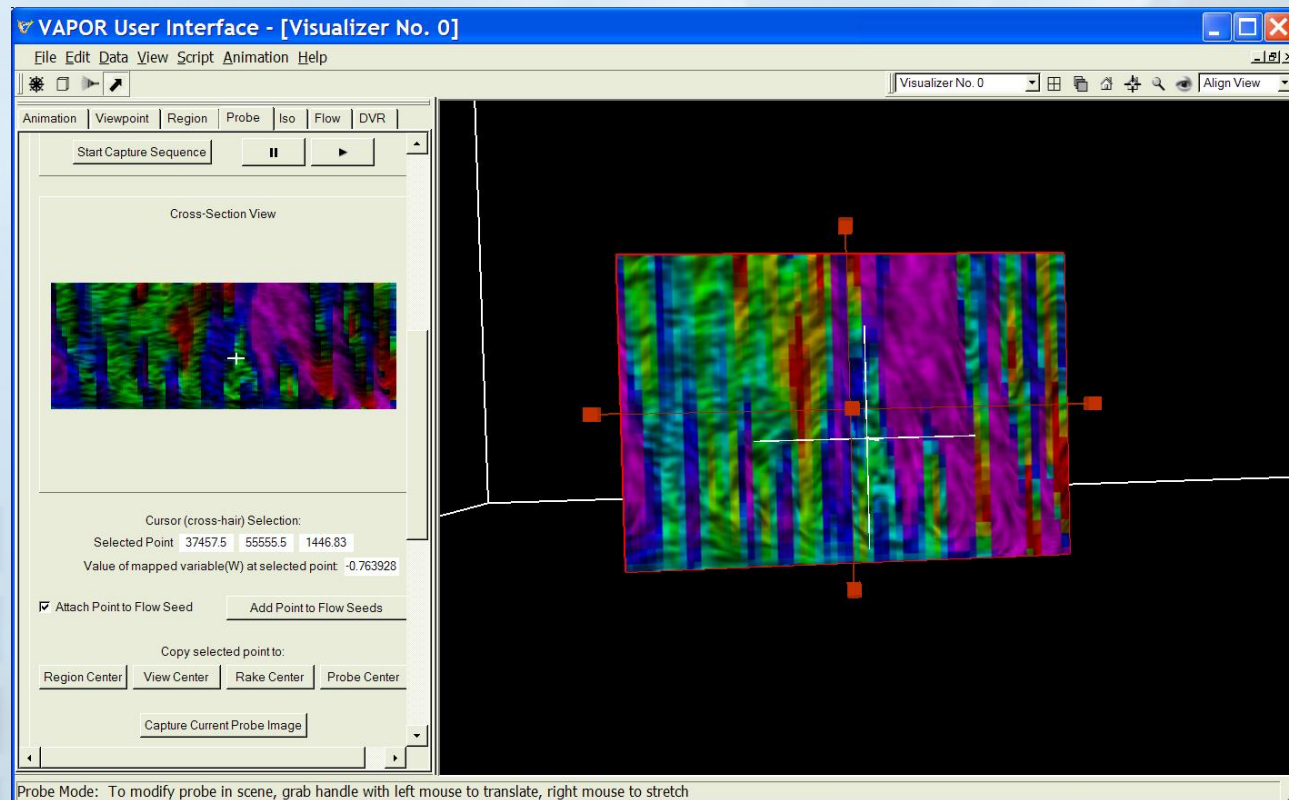 VAPOR User Interface - [Visualizer No. 0]
File Edit Data View Script Animation Help
Visualizer No. 0 Align View
Animation Viewpoint Region Probe Iso Flow DVR
Start Capture Sequence
Cross-Section View
Cursor (cross-hair) Selection:
Selected Point 37457.5 55555.5 1446.83
Value of mapped variable(W) at selected point -0.763928
Attach Point to Flow Seed Add Point to Flow Seeds
Copy selected point to:
Region Center View Center Rake Center Probe Center
Capture Current Probe Image
Probe Mode: To modify probe in scene, grab handle with left mouse to translate, right mouse to stretch